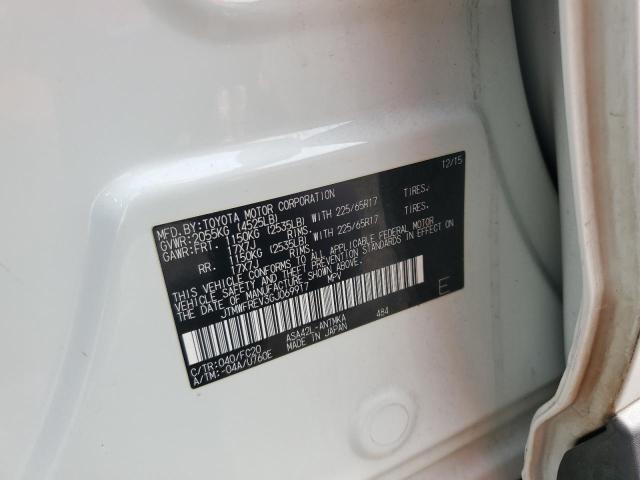 MFD.BY:TOYOTA MOTOR CORPORATION 12/15
GVWR:2055KG (4525LB)
GAWR:FRT. 1150KG (2535LB) WITH 225/65R17 TIRES.
17X7J RIMS.
RR. 1150KG (2535LB) WITH 225/65R17 TIRES.
17X7J RIMS.
THIS VEHICLE CONFORMS TO ALL APPLICABLE FEDERAL MOTOR
VEHICLE SAFETY AND THEFT PREVENTION STANDARDS IN
EFFECT ON THE DATE OF MANUFACTURE SHOWN ABOVE.
JTMWFREV3GJ069917 MPV E
C/TR:040/FC20 ASA42L-ANTMKA 484
A/TM:-04A/U760E MADE IN JAPAN